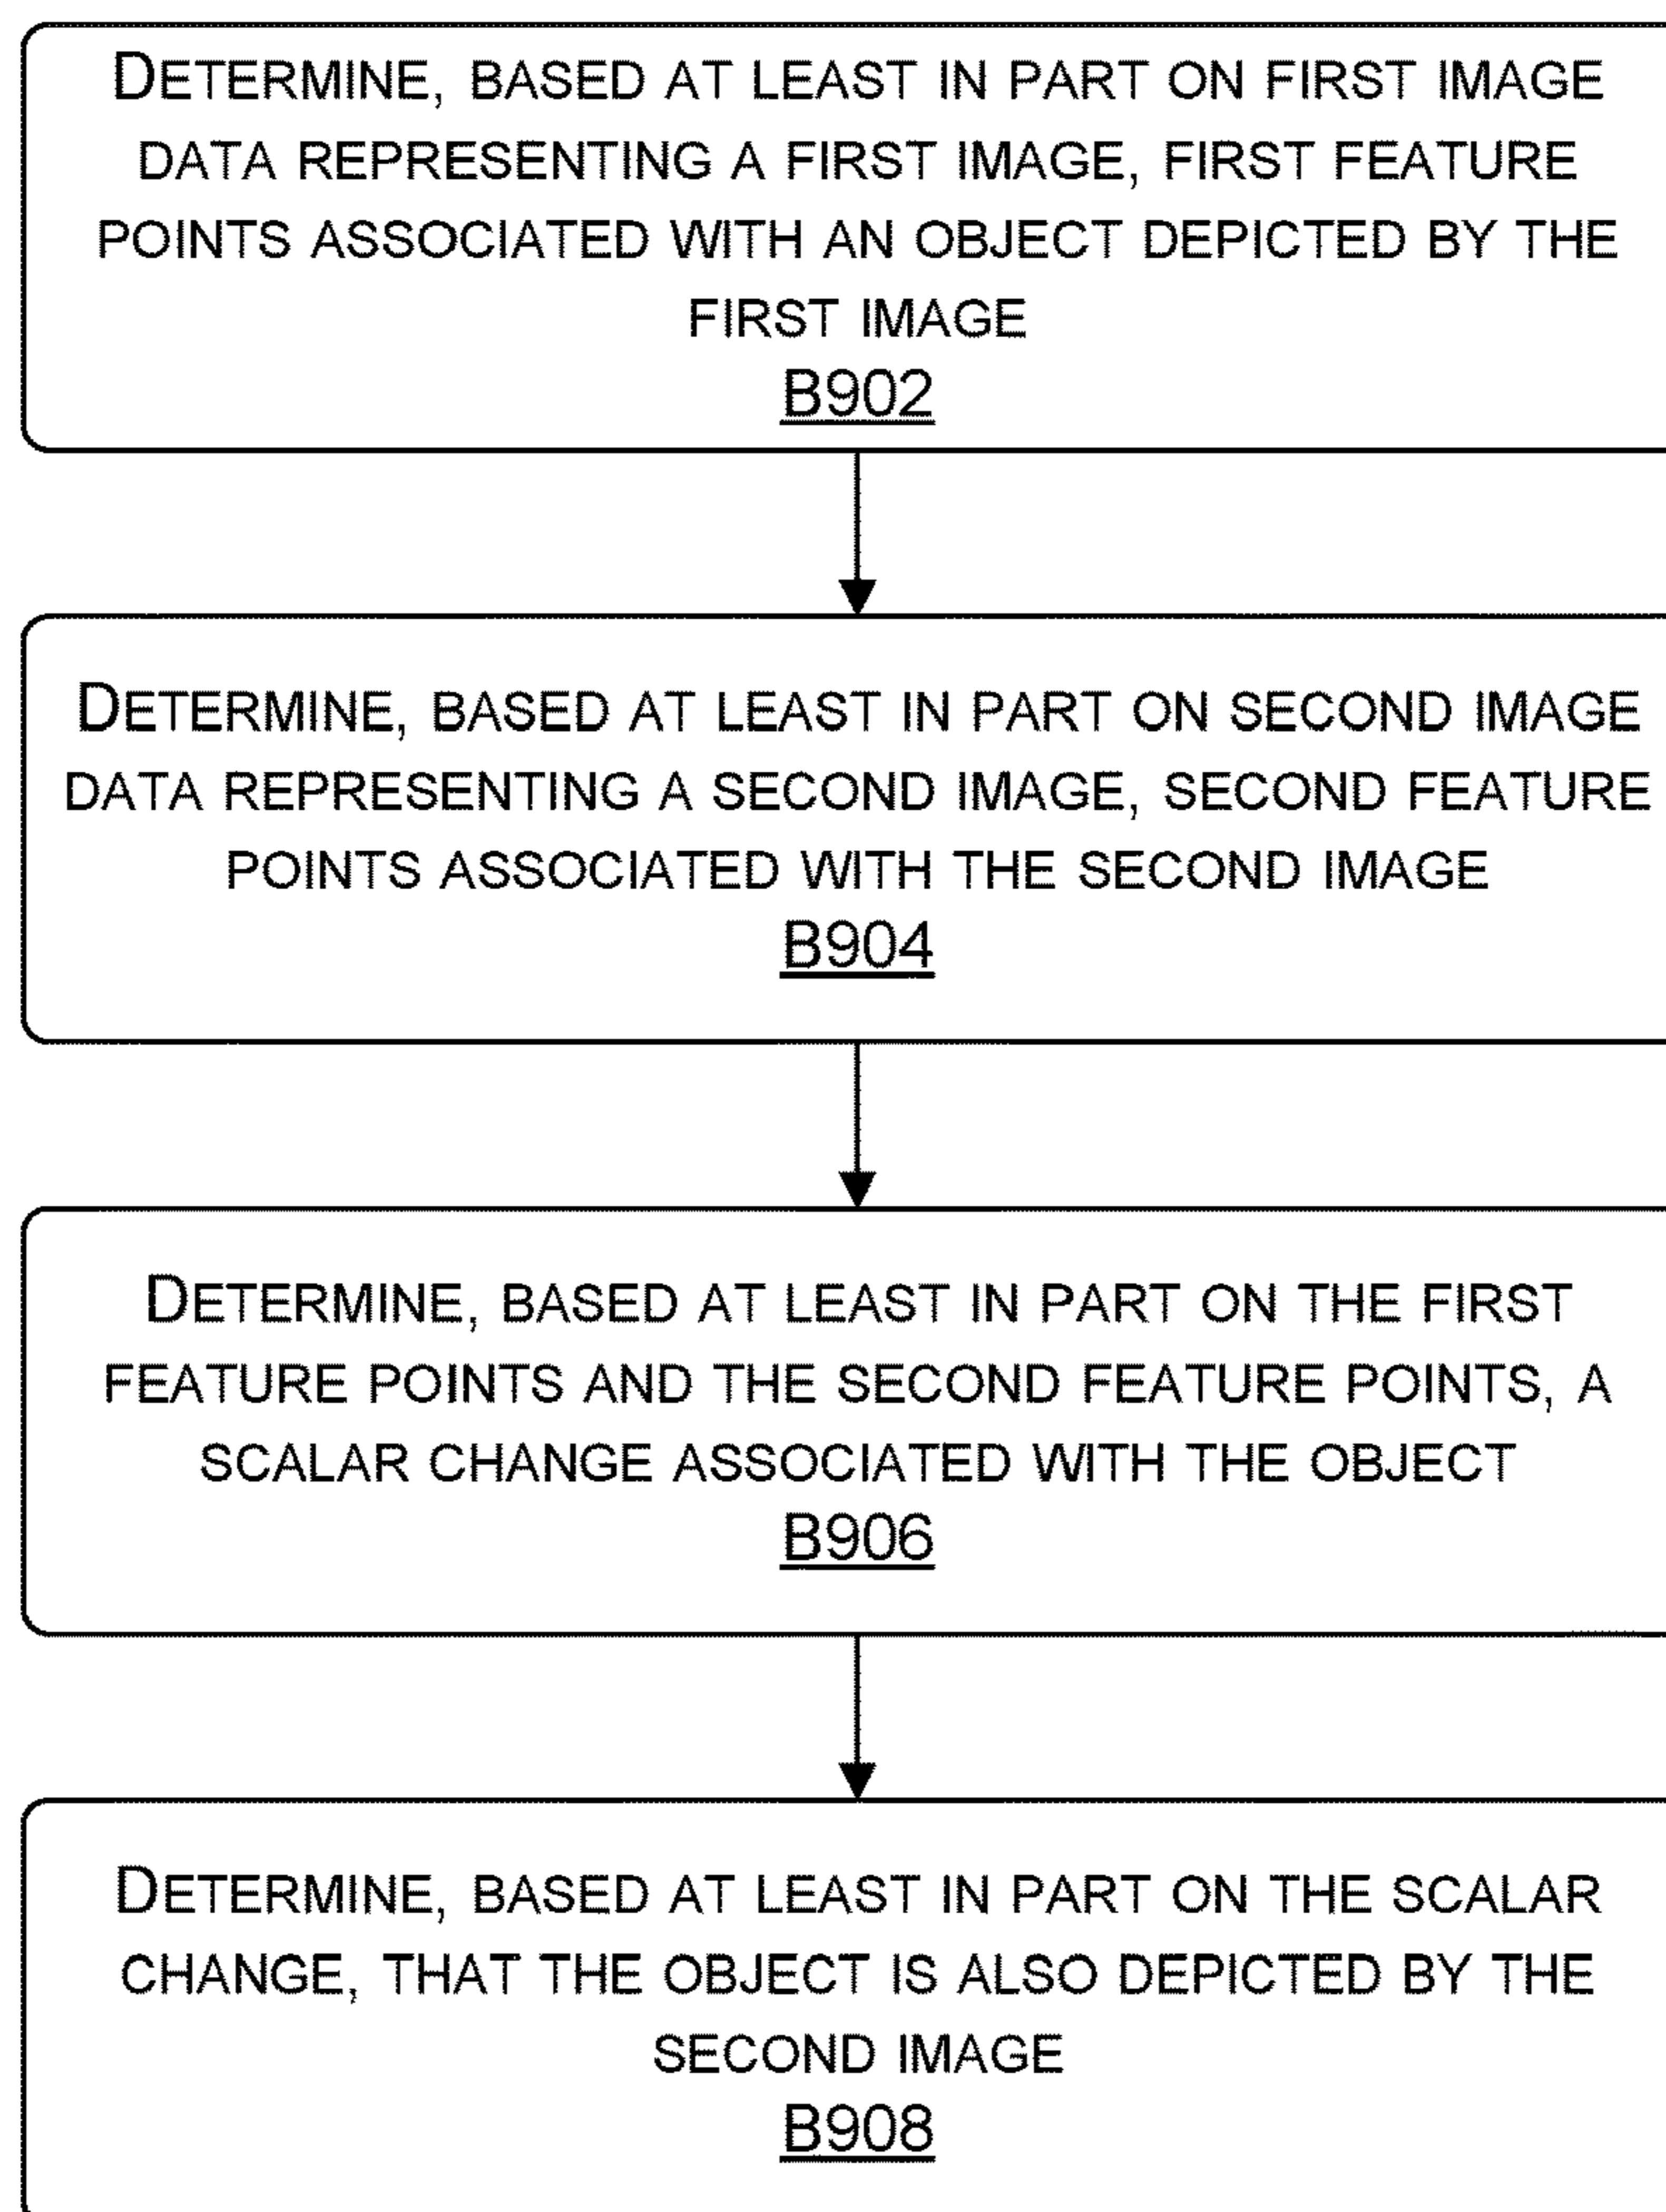 DETERMINE, BASED AT LEAST IN PART ON FIRST IMAGE
DATA REPRESENTING A FIRST IMAGE, FIRST FEATURE
POINTS ASSOCIATED WITH AN OBJECT DEPICTED BY THE
FIRST IMAGE
B902
DETERMINE, BASED AT LEAST IN PART ON SECOND IMAGE
DATA REPRESENTING A SECOND IMAGE, SECOND FEATURE
POINTS ASSOCIATED WITH THE SECOND IMAGE
B904
DETERMINE, BASED AT LEAST IN PART ON THE FIRST
FEATURE POINTS AND THE SECOND FEATURE POINTS, A
SCALAR CHANGE ASSOCIATED WITH THE OBJECT
B906
DETERMINE, BASED AT LEAST IN PART ON THE SCALAR
CHANGE, THAT THE OBJECT IS ALSO DEPICTED BY THE
SECOND IMAGE
B908